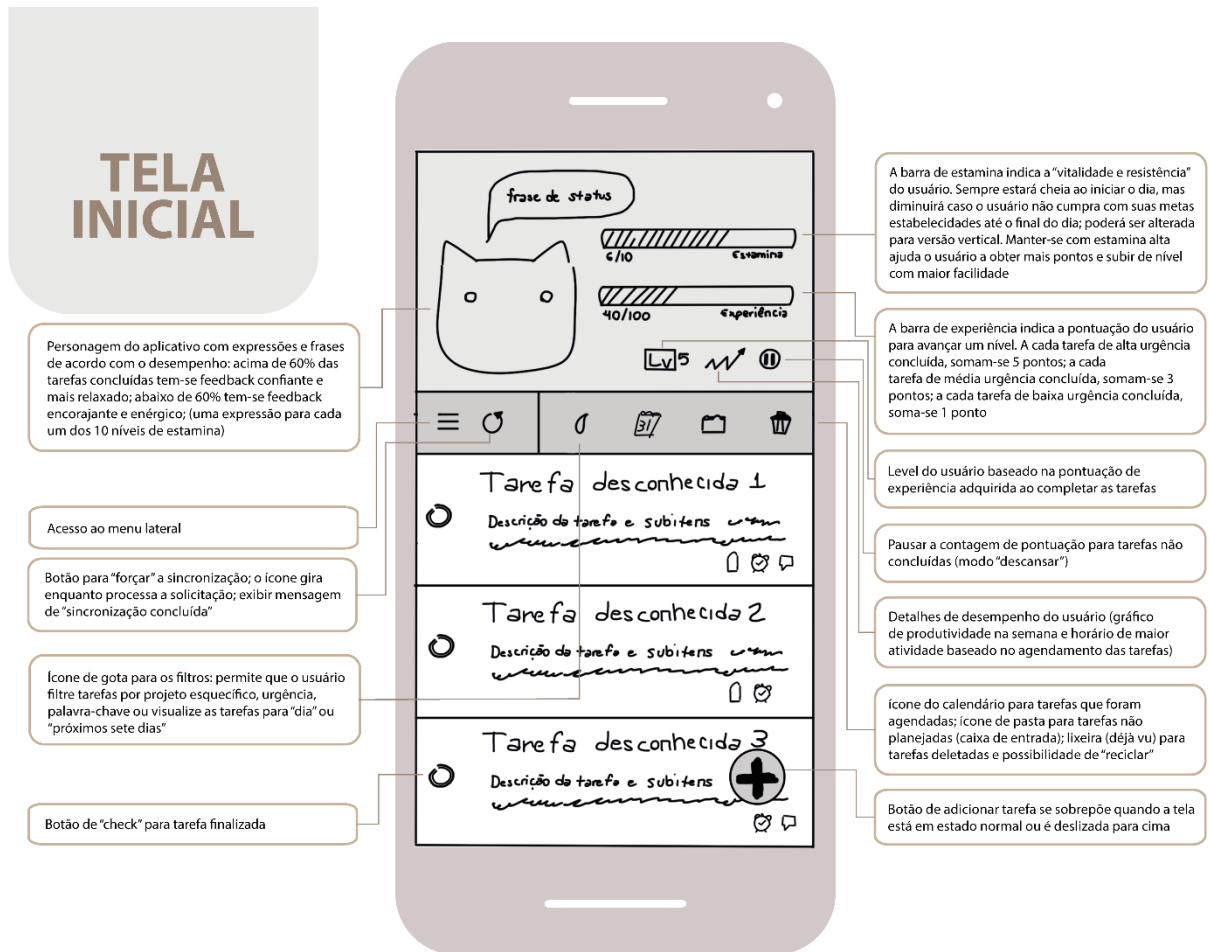 TELA
INICIAL
Personagem do aplicativo com expressões e frases
de acordo com o desempenho: acima de 60% das
tarefas concluídas tem-se feedback confiante e
mais relaxado; abaixo de 60% tem-se feedback
encorajante e enérgico; (uma expressão para cada
um dos 10 níveis de estamina)
Acesso ao menu lateral
Botão para "forçar" a sincronização; o ícone gira
enquanto processa a solicitação; exibir mensagem
de "sincronização concluída"
Ícone de gota para os filtros: permite que o usuário
filtre tarefas por projeto esquecífico, urgência,
palavra-chave ou visualize as tarefas para "dia" ou
"próximos sete dias"
Botão de "check" para tarefa finalizada
frase de status
6/10 Estamina
40/100 Experiência
Lv 5
31
Tarefa desconhecida 1
Descrição da tarefa e subitens
Tarefa desconhecida 2
Descrição da tarefa e subitens
Tarefa desconhecida 3
Descrição da tarefa e subitens
A barra de estamina indica a "vitalidade e resistência"
do usuário. Sempre estará cheia ao iniciar o dia, mas
diminuirá caso o usuário não cumpra com suas metas
estabelecidades até o final do dia; poderá ser alterada
para versão vertical. Manter-se com estamina alta
ajuda o usuário a obter mais pontos e subir de nível
com maior facilidade
A barra de experiência indica a pontuação do usuário
para avançar um nível. A cada tarefa de alta urgência
concluída, somam-se 5 pontos; a cada
tarefa de média urgência concluída, somam-se 3
pontos; a cada tarefa de baixa urgência concluída,
soma-se 1 ponto
Level do usuário baseado na pontuação de
experiência adquirida ao completar as tarefas
Pausar a contagem de pontuação para tarefas não
concluídas (modo "descansar")
Detalhes de desempenho do usuário (gráfico
de produtividade na semana e horário de maior
atividade baseado no agendamento das tarefas)
ícone do calendário para tarefas que foram
agendadas; ícone de pasta para tarefas não
planejadas (caixa de entrada); lixeira (déjà vu) para
tarefas deletadas e possibilidade de "reciclar"
Botão de adicionar tarefa se sobrepõe quando a tela
está em estado normal ou é deslizada para cima